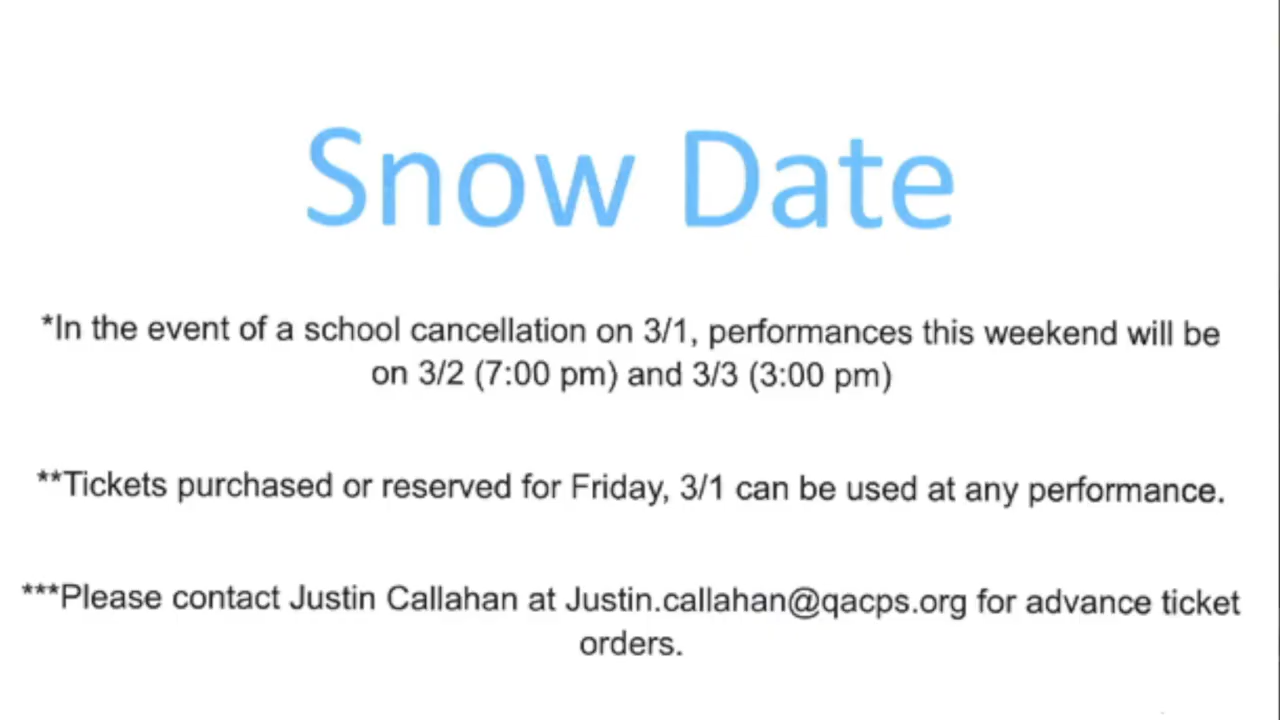 Snow Date
*In the event of a school cancellation on 3/1, performances this weekend will be
on 3/2 (7:00 pm) and 3/3 (3:00 pm)
**Tickets purchased or reserved for Friday, 3/1 can be used at any performance.
***Please contact Justin Callahan at Justin.callahan@qacps.org for advance ticket
orders.